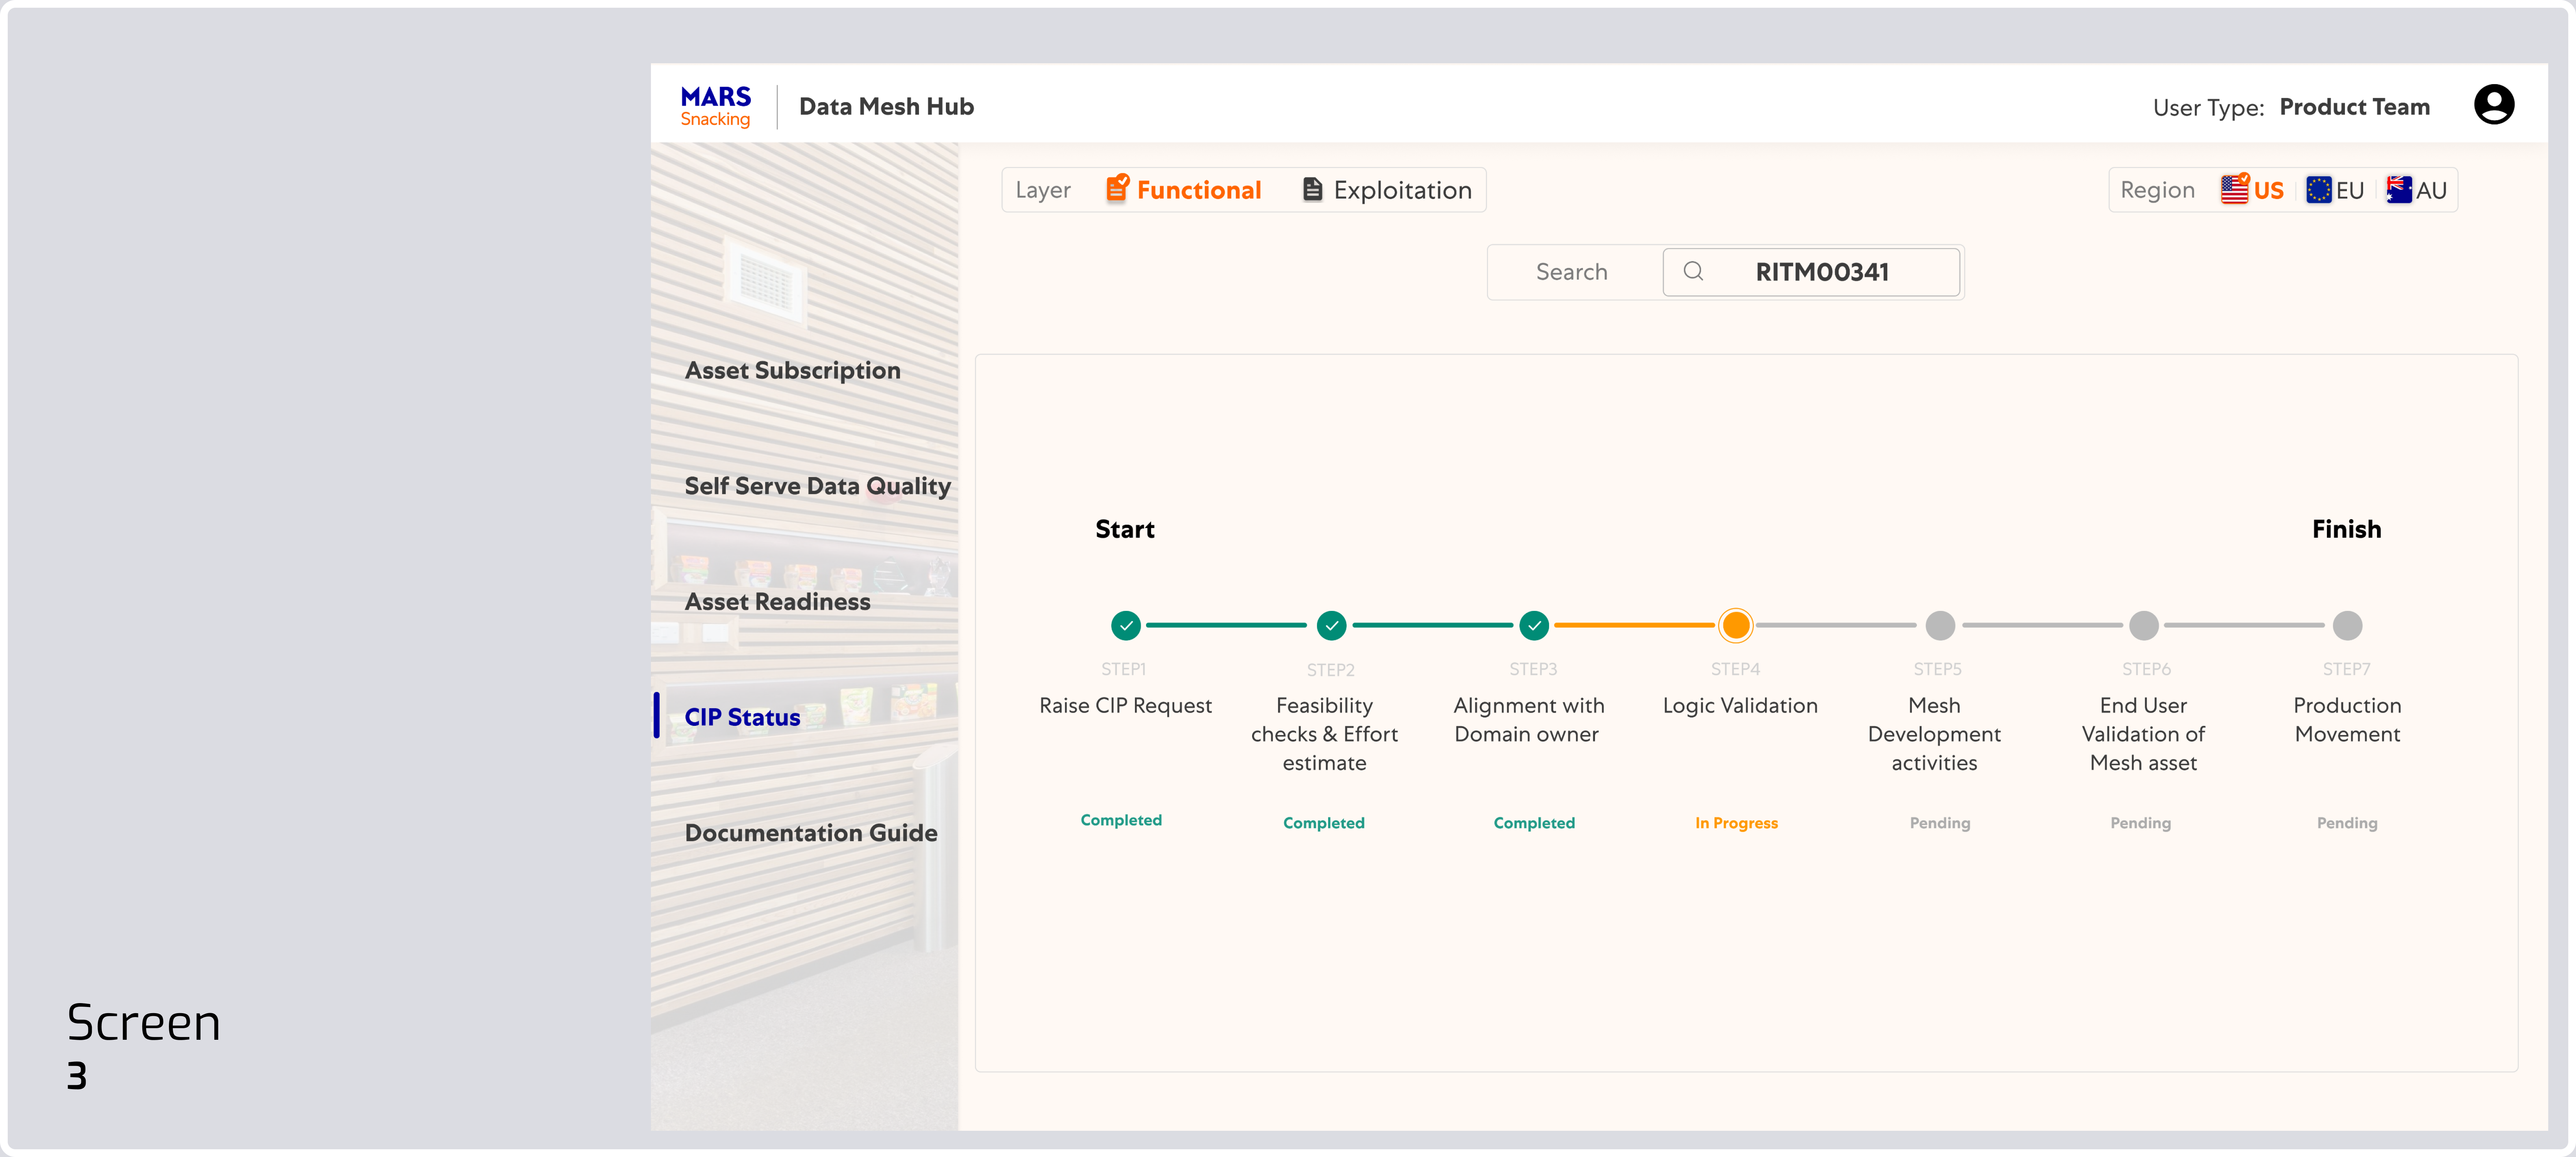 MARS
Snacking
Data Mesh Hub
User Type: Product Team
Layer Functional Exploitation
Region US EU AU
Search RITM00341
Asset Subscription
Self Serve Data Quality
Asset Readiness
CIP Status
Documentation Guide
Start
Finish
STEP1
Raise CIP Request
Completed
STEP2
Feasibility
checks & Effort
estimate
Completed
STEP3
Alignment with
Domain owner
Completed
STEP4
Logic Validation
In Progress
STEP5
Mesh
Development
activities
Pending
STEP6
End User
Validation of
Mesh asset
Pending
STEP7
Production
Movement
Pending
Screen
3